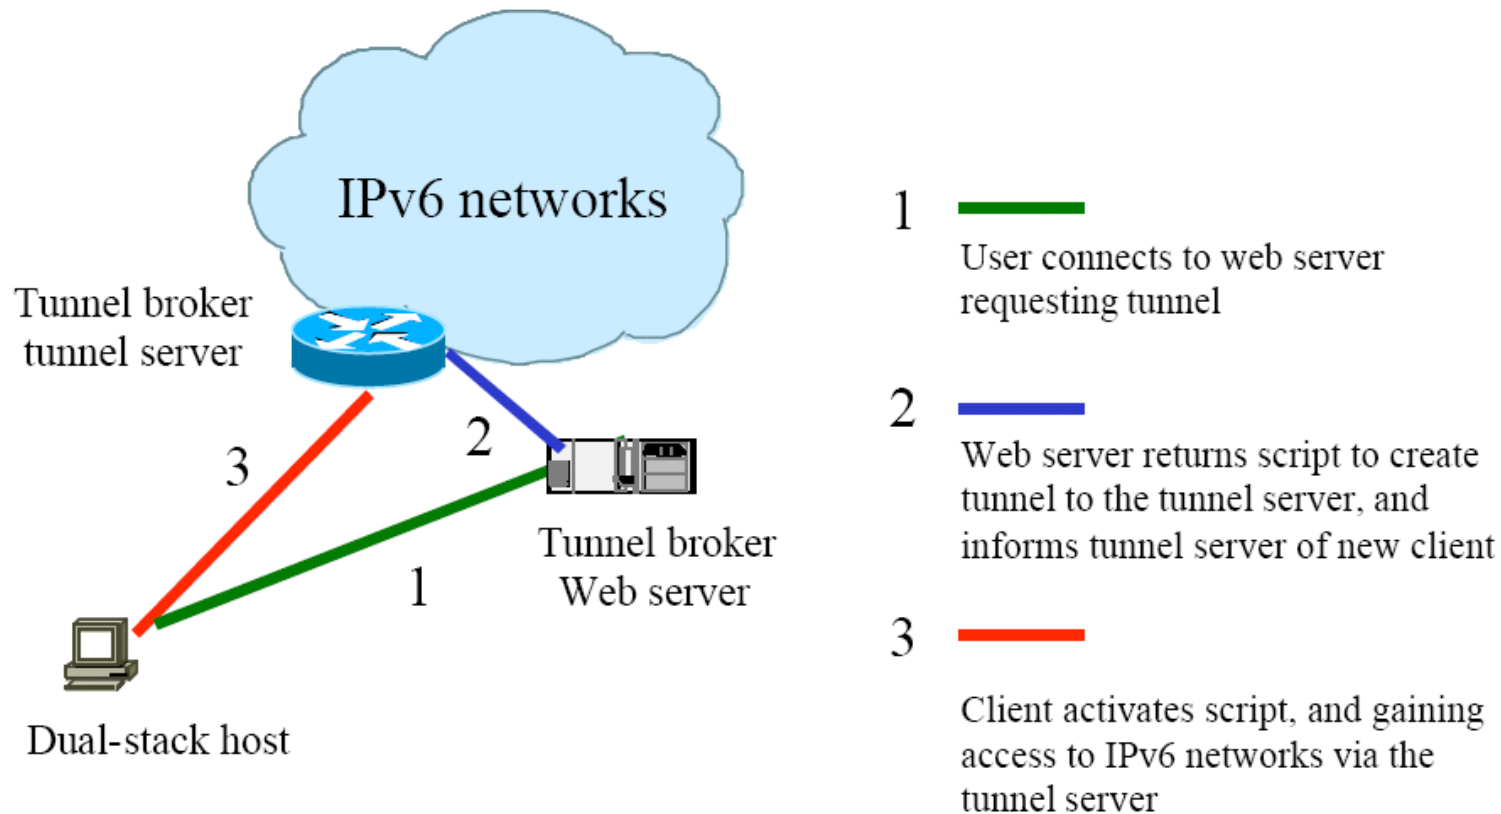 IPv6 networks
Tunnel broker
tunnel server
3
2
1
Tunnel broker
Web server
Dual-stack host
1
User connects to web server
requesting tunnel
2
Web server returns script to create
tunnel to the tunnel server, and
informs tunnel server of new client
3
Client activates script, and gaining
access to IPv6 networks via the
tunnel server